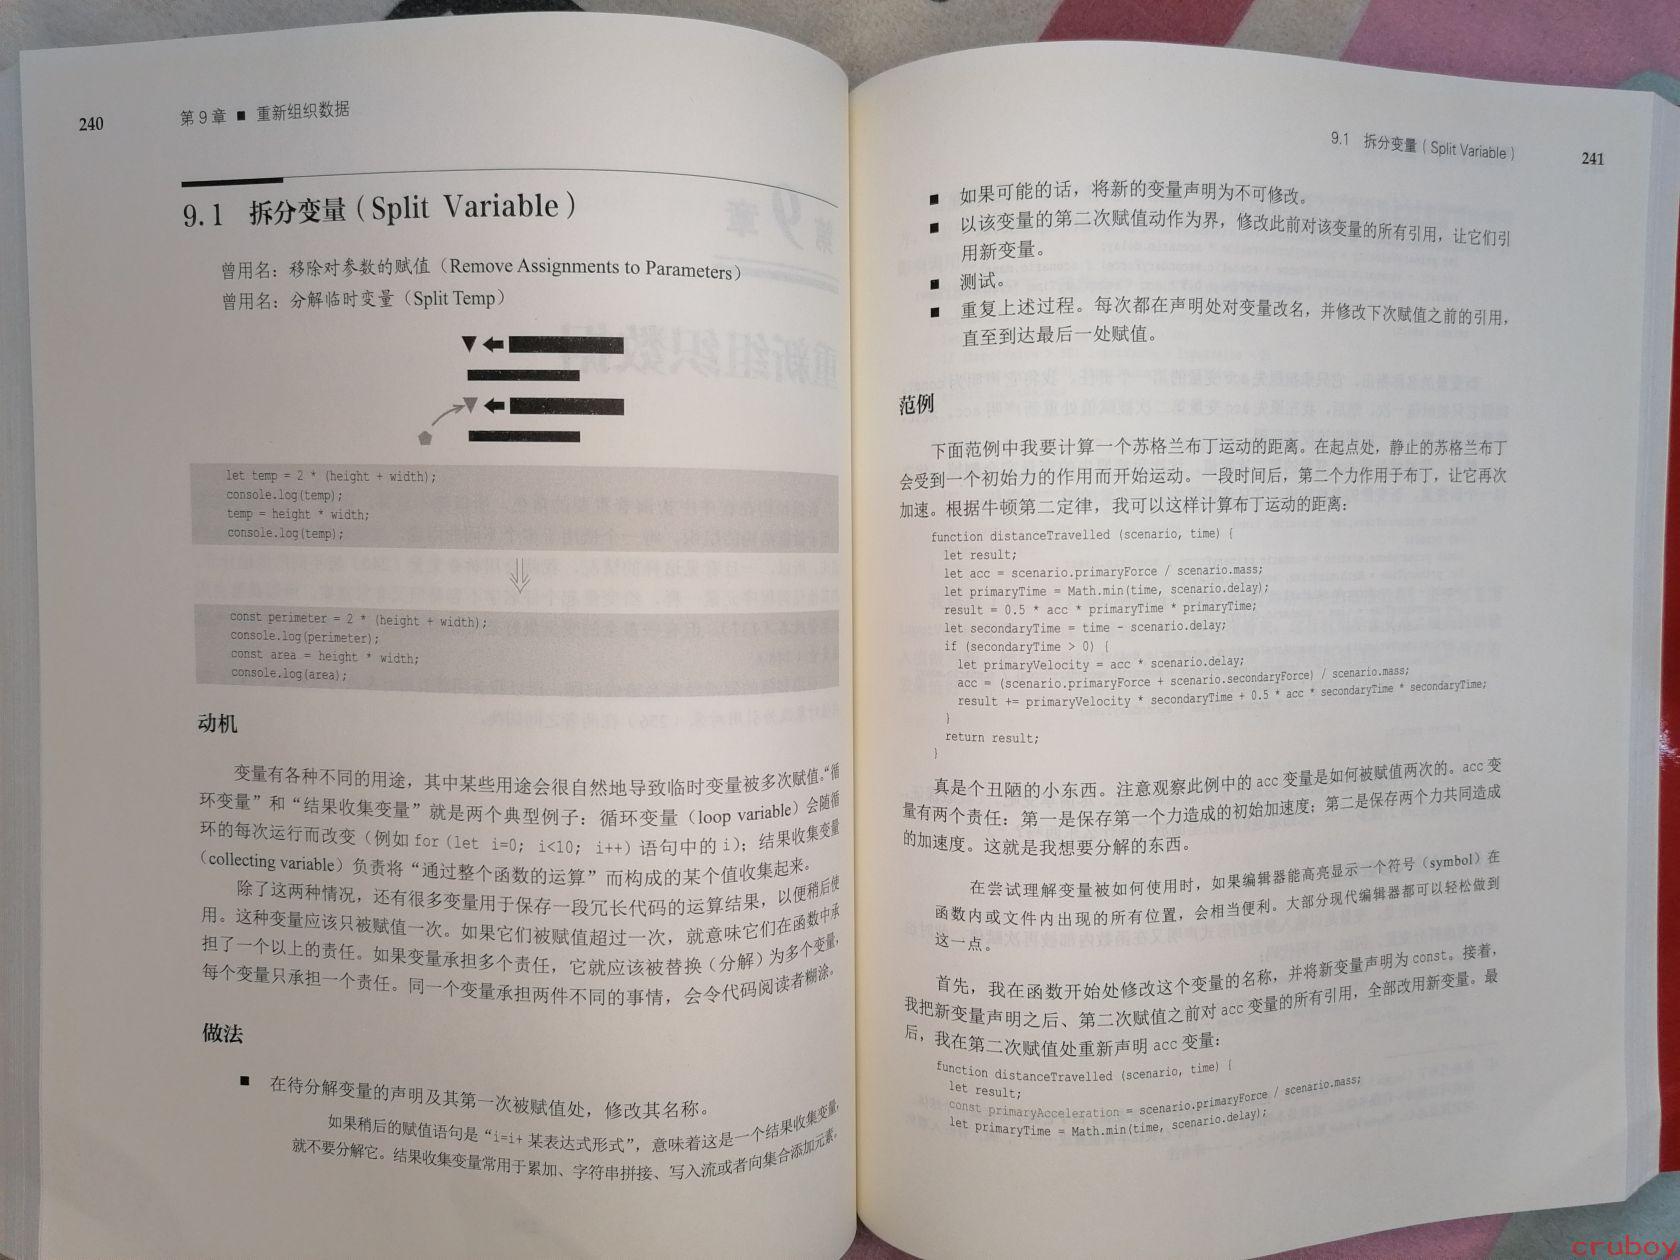 240
第9章 ■ 重新组织数据
9.1 拆分变量（Split Variable）
曾用名：移除对参数的赋值（Remove Assignments to Parameters）
曾用名：分解临时变量（Split Temp）
let temp = 2 * (height + width);
console.log(temp);
temp = height * width;
console.log(temp);
const perimeter = 2 * (height + width);
console.log(perimeter);
const area = height * width;
console.log(area);
动机
变量有各种不同的用途，其中某些用途会很自然地导致临时变量被多次赋值。“循
环变量”和“结果收集变量”就是两个典型例子：循环变量（loop variable）会随循
环的每次运行而改变（例如 for (let i=0; i<10; i++) 语句中的 i）；结果收集变量
（collecting variable）负责将“通过整个函数的运算”而构成的某个值收集起来。
除了这两种情况，还有很多变量用于保存一段冗长代码的运算结果，以便稍后使
用。这种变量应该只被赋值一次。如果它们被赋值超过一次，就意味它们在函数中承
担了一个以上的责任。如果变量承担多个责任，它就应该被替换（分解）为多个变量，
每个变量只承担一个责任。同一个变量承担两件不同的事情，会令代码阅读者糊涂。
做法
■ 在待分解变量的声明及其第一次被赋值处，修改其名称。
如果稍后的赋值语句是“i=i+ 某表达式形式”，意味着这是一个结果收集变量，
就不要分解它。结果收集变量常用于累加、字符串拼接、写入流或者向集合添加元素。
9.1 拆分变量（Split Variable）
241
■ 如果可能的话，将新的变量声明为不可修改。
■ 以该变量的第二次赋值动作为界，修改此前对该变量的所有引用，让它们引
用新变量。
■ 测试。
■ 重复上述过程。每次都在声明处对变量改名，并修改下次赋值之前的引用，
直至到达最后一处赋值。
范例
下面范例中我要计算一个苏格兰布丁运动的距离。在起点处，静止的苏格兰布丁
会受到一个初始力的作用而开始运动。一段时间后，第二个力作用于布丁，让它再次
加速。根据牛顿第二定律，我可以这样计算布丁运动的距离：
function distanceTravelled (scenario, time) {
let result;
let acc = scenario.primaryForce / scenario.mass;
let primaryTime = Math.min(time, scenario.delay);
result = 0.5 * acc * primaryTime * primaryTime;
let secondaryTime = time - scenario.delay;
if (secondaryTime > 0) {
let primaryVelocity = acc * scenario.delay;
acc = (scenario.primaryForce + scenario.secondaryForce) / scenario.mass;
result += primaryVelocity * secondaryTime + 0.5 * acc * secondaryTime * secondaryTime;
}
return result;
}
真是个丑陋的小东西。注意观察此例中的 acc 变量是如何被赋值两次的。acc 变
量有两个责任：第一是保存第一个力造成的初始加速度；第二是保存两个力共同造成
的加速度。这就是我想要分解的东西。
在尝试理解变量被如何使用时，如果编辑器能高亮显示一个符号（symbol）在
函数内或文件内出现的所有位置，会相当便利。大部分现代编辑器都可以轻松做到
这一点。
首先，我在函数开始处修改这个变量的名称，并将新变量声明为 const。接着，
我把新变量声明之后、第二次赋值之前对 acc 变量的所有引用，全部改用新变量。最
后，我在第二次赋值处重新声明 acc 变量：
function distanceTravelled (scenario, time) {
let result;
const primaryAcceleration = scenario.primaryForce / scenario.mass;
let primaryTime = Math.min(time, scenario.delay);
cruboy